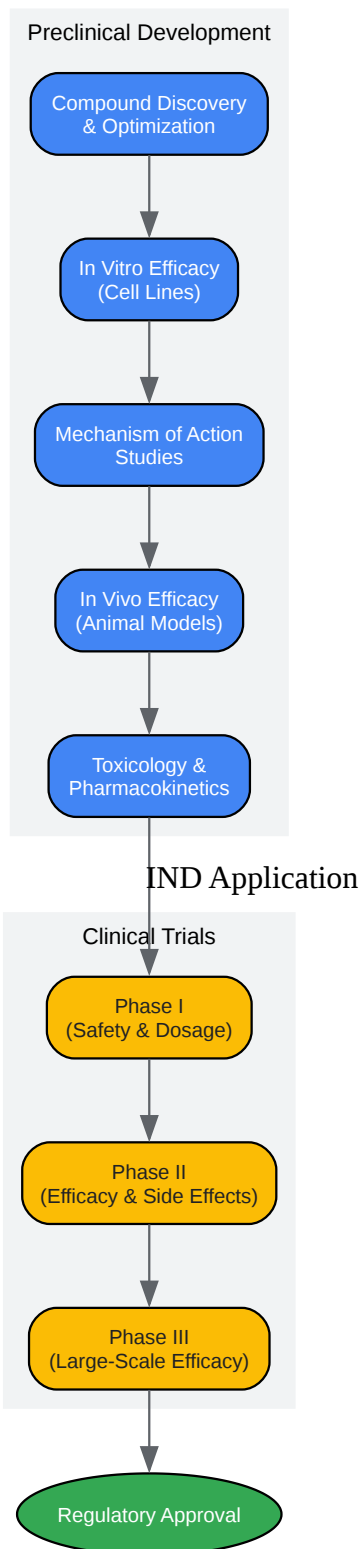 Preclinical Development
Compound Discovery
& Optimization
In Vitro Efficacy
(Cell Lines)
Mechanism of Action
Studies
In Vivo Efficacy
(Animal Models)
Toxicology &
Pharmacokinetics
IND Application
Clinical Trials
Phase I
(Safety & Dosage)
Phase II
(Efficacy & Side Effects)
Phase III
(Large-Scale Efficacy)
Regulatory Approval